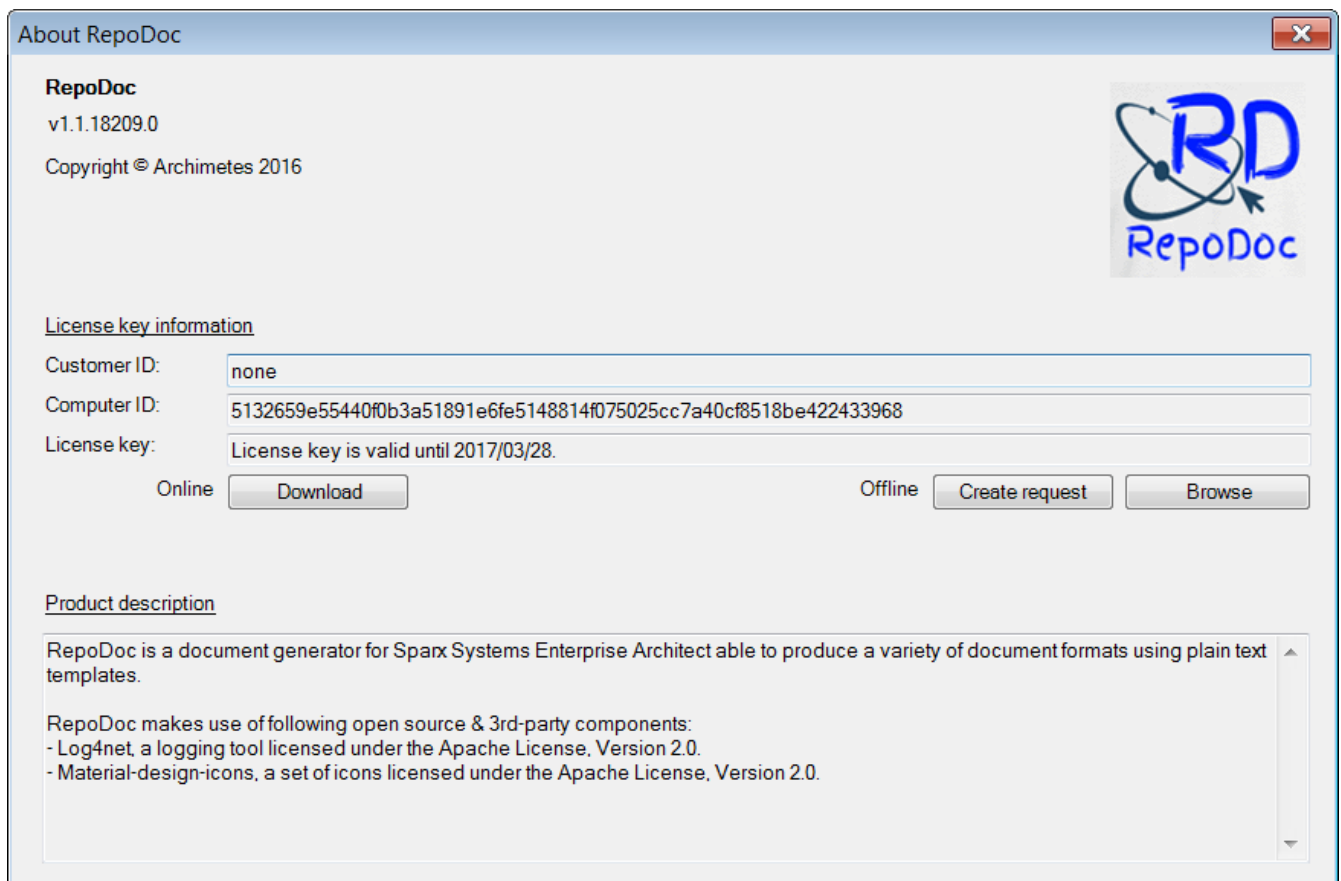 About RepoDoc
RepoDoc
v1.1.18209.0
Copyright © Archimetes 2016
RD
RepoDoc
License key information
Customer ID: none
Computer ID: 5132659e55440f0b3a51891e6fe5148814f075025cc7a40cf8518be422433968
License key: License key is valid until 2017/03/28.
Online Download Offline Create request Browse
Product description
RepoDoc is a document generator for Sparx Systems Enterprise Architect able to produce a variety of document formats using plain text
templates.
RepoDoc makes use of following open source & 3rd-party components:
- Log4net, a logging tool licensed under the Apache License, Version 2.0.
- Material-design-icons, a set of icons licensed under the Apache License, Version 2.0.